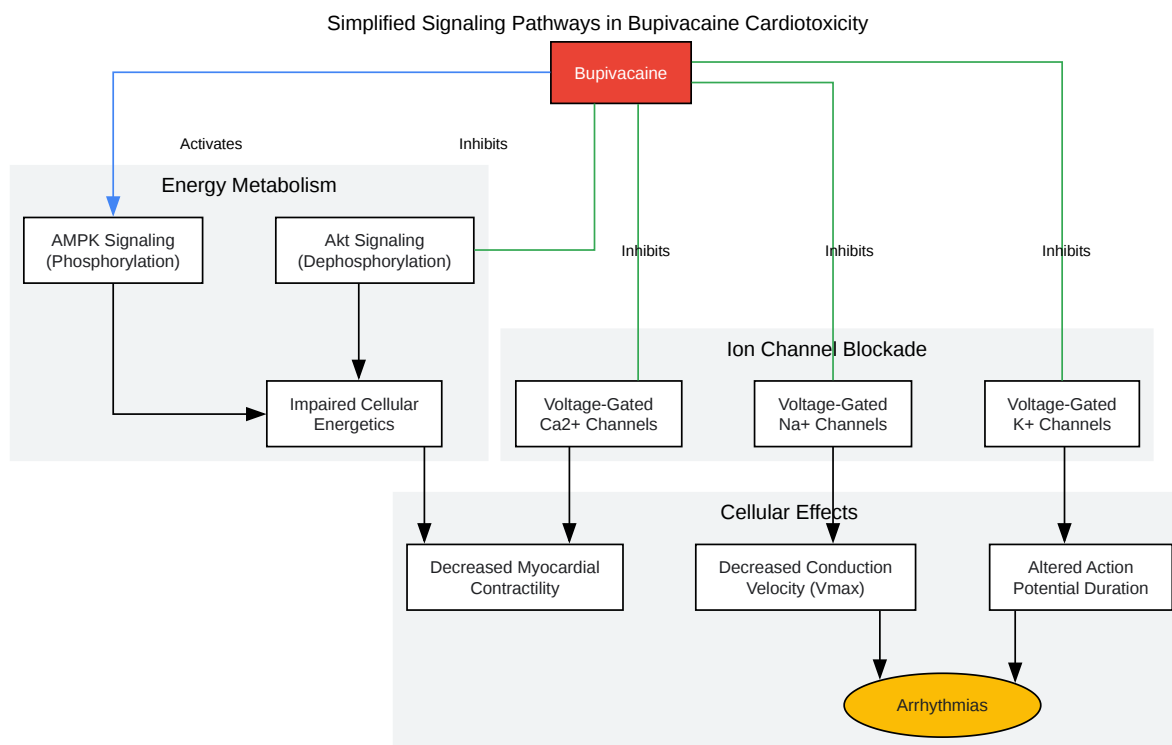 Simplified Signaling Pathways in Bupivacaine Cardiotoxicity
Bupivacaine
Activates
Inhibits
Energy Metabolism
AMPK Signaling
(Phosphorylation)
Akt Signaling
(Dephosphorylation)
Inhibits
Inhibits
Inhibits
Ion Channel Blockade
Impaired Cellular
Energetics
Voltage-Gated
Ca2+ Channels
Voltage-Gated
Na+ Channels
Voltage-Gated
K+ Channels
Cellular Effects
Decreased Myocardial
Contractility
Decreased Conduction
Velocity (Vmax)
Altered Action
Potential Duration
Arrhythmias